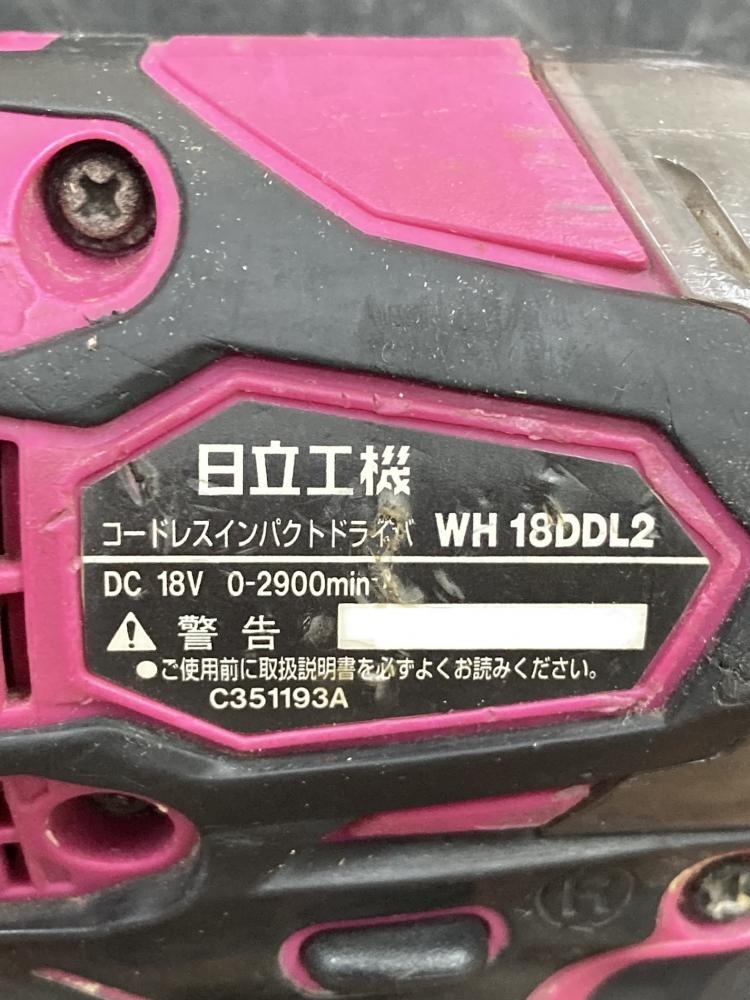 日立工機
コードレスインパクトドライバ WH 18DDL2
DC 18V 0-2900min
警告
●ご使用前に取扱説明書を必ずよくお読みください。
C351193A